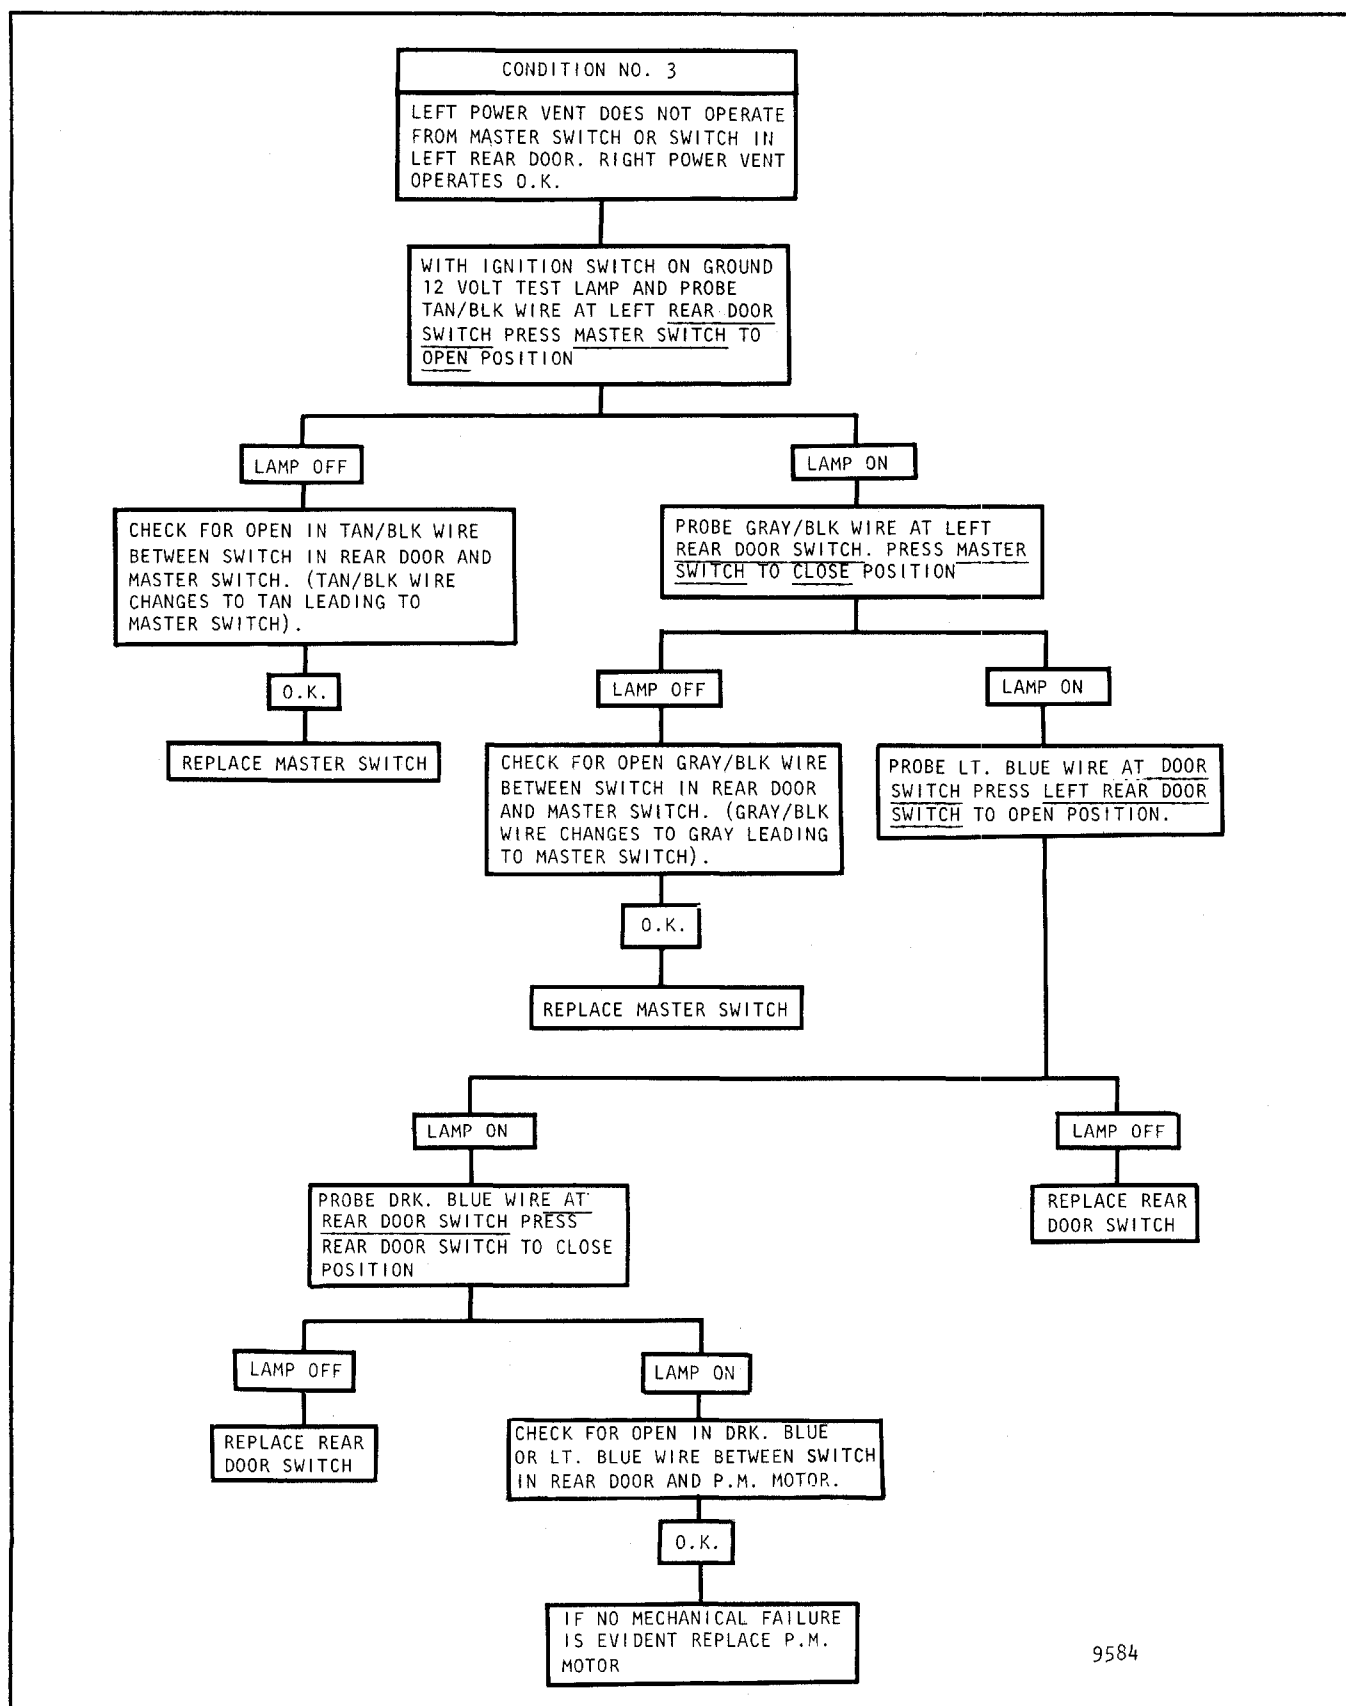 CONDITION NO. 3
LEFT POWER VENT DOES NOT OPERATE
FROM MASTER SWITCH OR SWITCH IN
LEFT REAR DOOR. RIGHT POWER VENT
OPERATES O.K.
WITH IGNITION SWITCH ON GROUND
12 VOLT TEST LAMP AND PROBE
TAN/BLK WIRE AT LEFT REAR DOOR
SWITCH PRESS MASTER SWITCH TO
OPEN POSITION
LAMP OFF
LAMP ON
CHECK FOR OPEN IN TAN/BLK WIRE
BETWEEN SWITCH IN REAR DOOR AND
MASTER SWITCH. (TAN/BLK WIRE
CHANGES TO TAN LEADING TO
MASTER SWITCH).
PROBE GRAY/BLK WIRE AT LEFT
REAR DOOR SWITCH. PRESS MASTER
SWITCH TO CLOSE POSITION
O.K.
LAMP OFF
LAMP ON
REPLACE MASTER SWITCH
CHECK FOR OPEN GRAY/BLK WIRE
BETWEEN SWITCH IN REAR DOOR
AND MASTER SWITCH. (GRAY/BLK
WIRE CHANGES TO GRAY LEADING
TO MASTER SWITCH).
PROBE LT. BLUE WIRE AT DOOR
SWITCH PRESS LEFT REAR DOOR
SWITCH TO OPEN POSITION.
O.K.
REPLACE MASTER SWITCH
LAMP ON
LAMP OFF
PROBE DRK. BLUE WIRE AT
REAR DOOR SWITCH PRESS
REAR DOOR SWITCH TO CLOSE
POSITION
REPLACE REAR
DOOR SWITCH
LAMP OFF
LAMP ON
REPLACE REAR
DOOR SWITCH
CHECK FOR OPEN IN DRK. BLUE
OR LT. BLUE WIRE BETWEEN SWITCH
IN REAR DOOR AND P.M. MOTOR.
O.K.
IF NO MECHANICAL FAILURE
IS EVIDENT REPLACE P.M.
MOTOR
9584